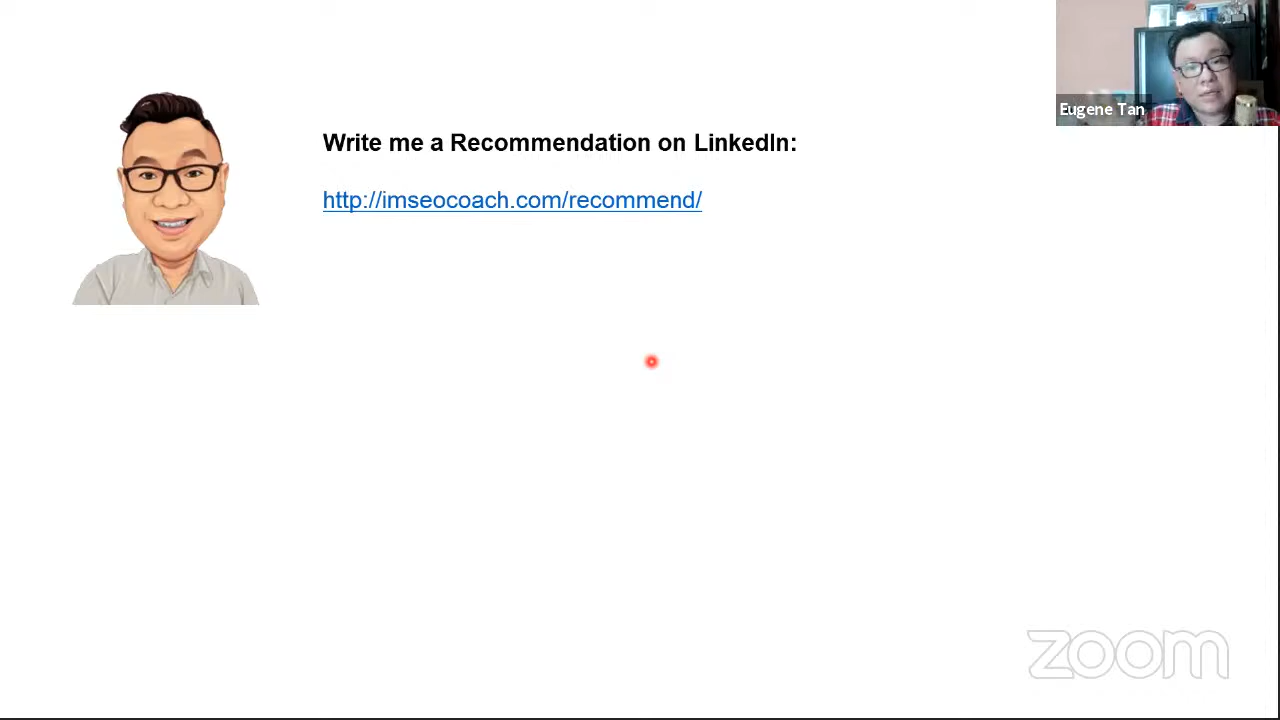 Eugene Tan
Write me a Recommendation on LinkedIn:
http://imseocoach.com/recommend/
zoom